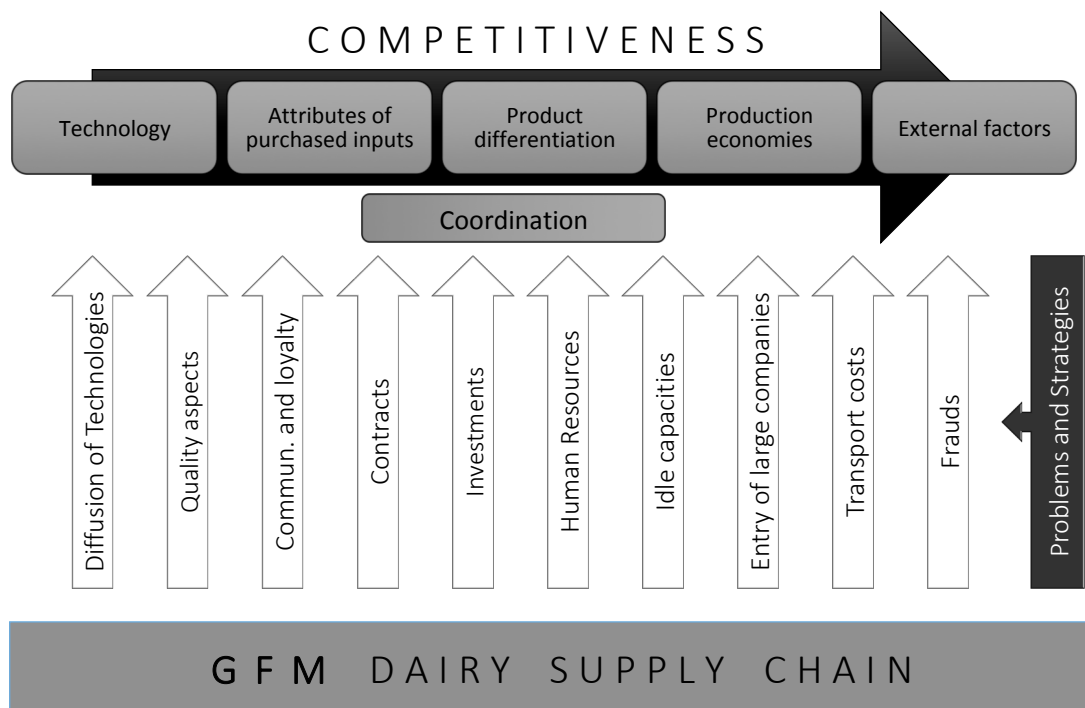 COMPETITIVENESS
Technology
Attributes of
purchased inputs
Product
differentiation
Production
economies
External factors
Coordination
Diffusion of Technologies
Quality aspects
Commun. and loyalty
Contracts
Investments
Human Resources
Idle capacities
Entry of large companies
Transport costs
Frauds
Problems and Strategies
GFM DAIRY SUPPLY CHAIN